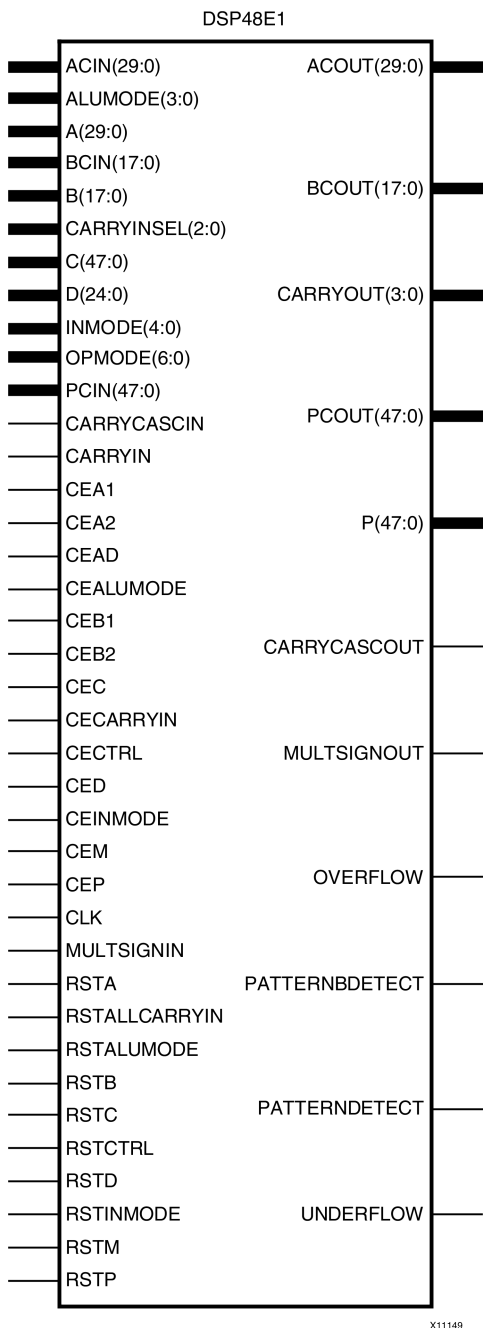 DSP48E1
ACIN(29:0)
ACOUT(29:0)
ALUMODE(3:0)
A(29:0)
BCIN(17:0)
BCOUT(17:0)
B(17:0)
CARRYINSEL(2:0)
C(47:0)
D(24:0)
CARRYOUT(3:0)
INMODE(4:0)
OPMODE(6:0)
PCIN(47:0)
PCOUT(47:0)
CARRYCASCIN
CARRYIN
CEA1
CEA2
P(47:0)
CEAD
CEALUMODE
CEB1
CEB2
CARRYCASCOUT
CEC
CECARRYIN
CECTRL
MULTSIGNOUT
CED
CEINMODE
CEM
OVERFLOW
CEP
CLK
MULTSIGNIN
RSTA
PATTERNBDETECT
RSTALLCARRYIN
RSTALUMODE
RSTB
PATTERNDETECT
RSTC
RSTCTRL
RSTD
RSTINMODE
UNDERFLOW
RSTM
RSTP
X11149